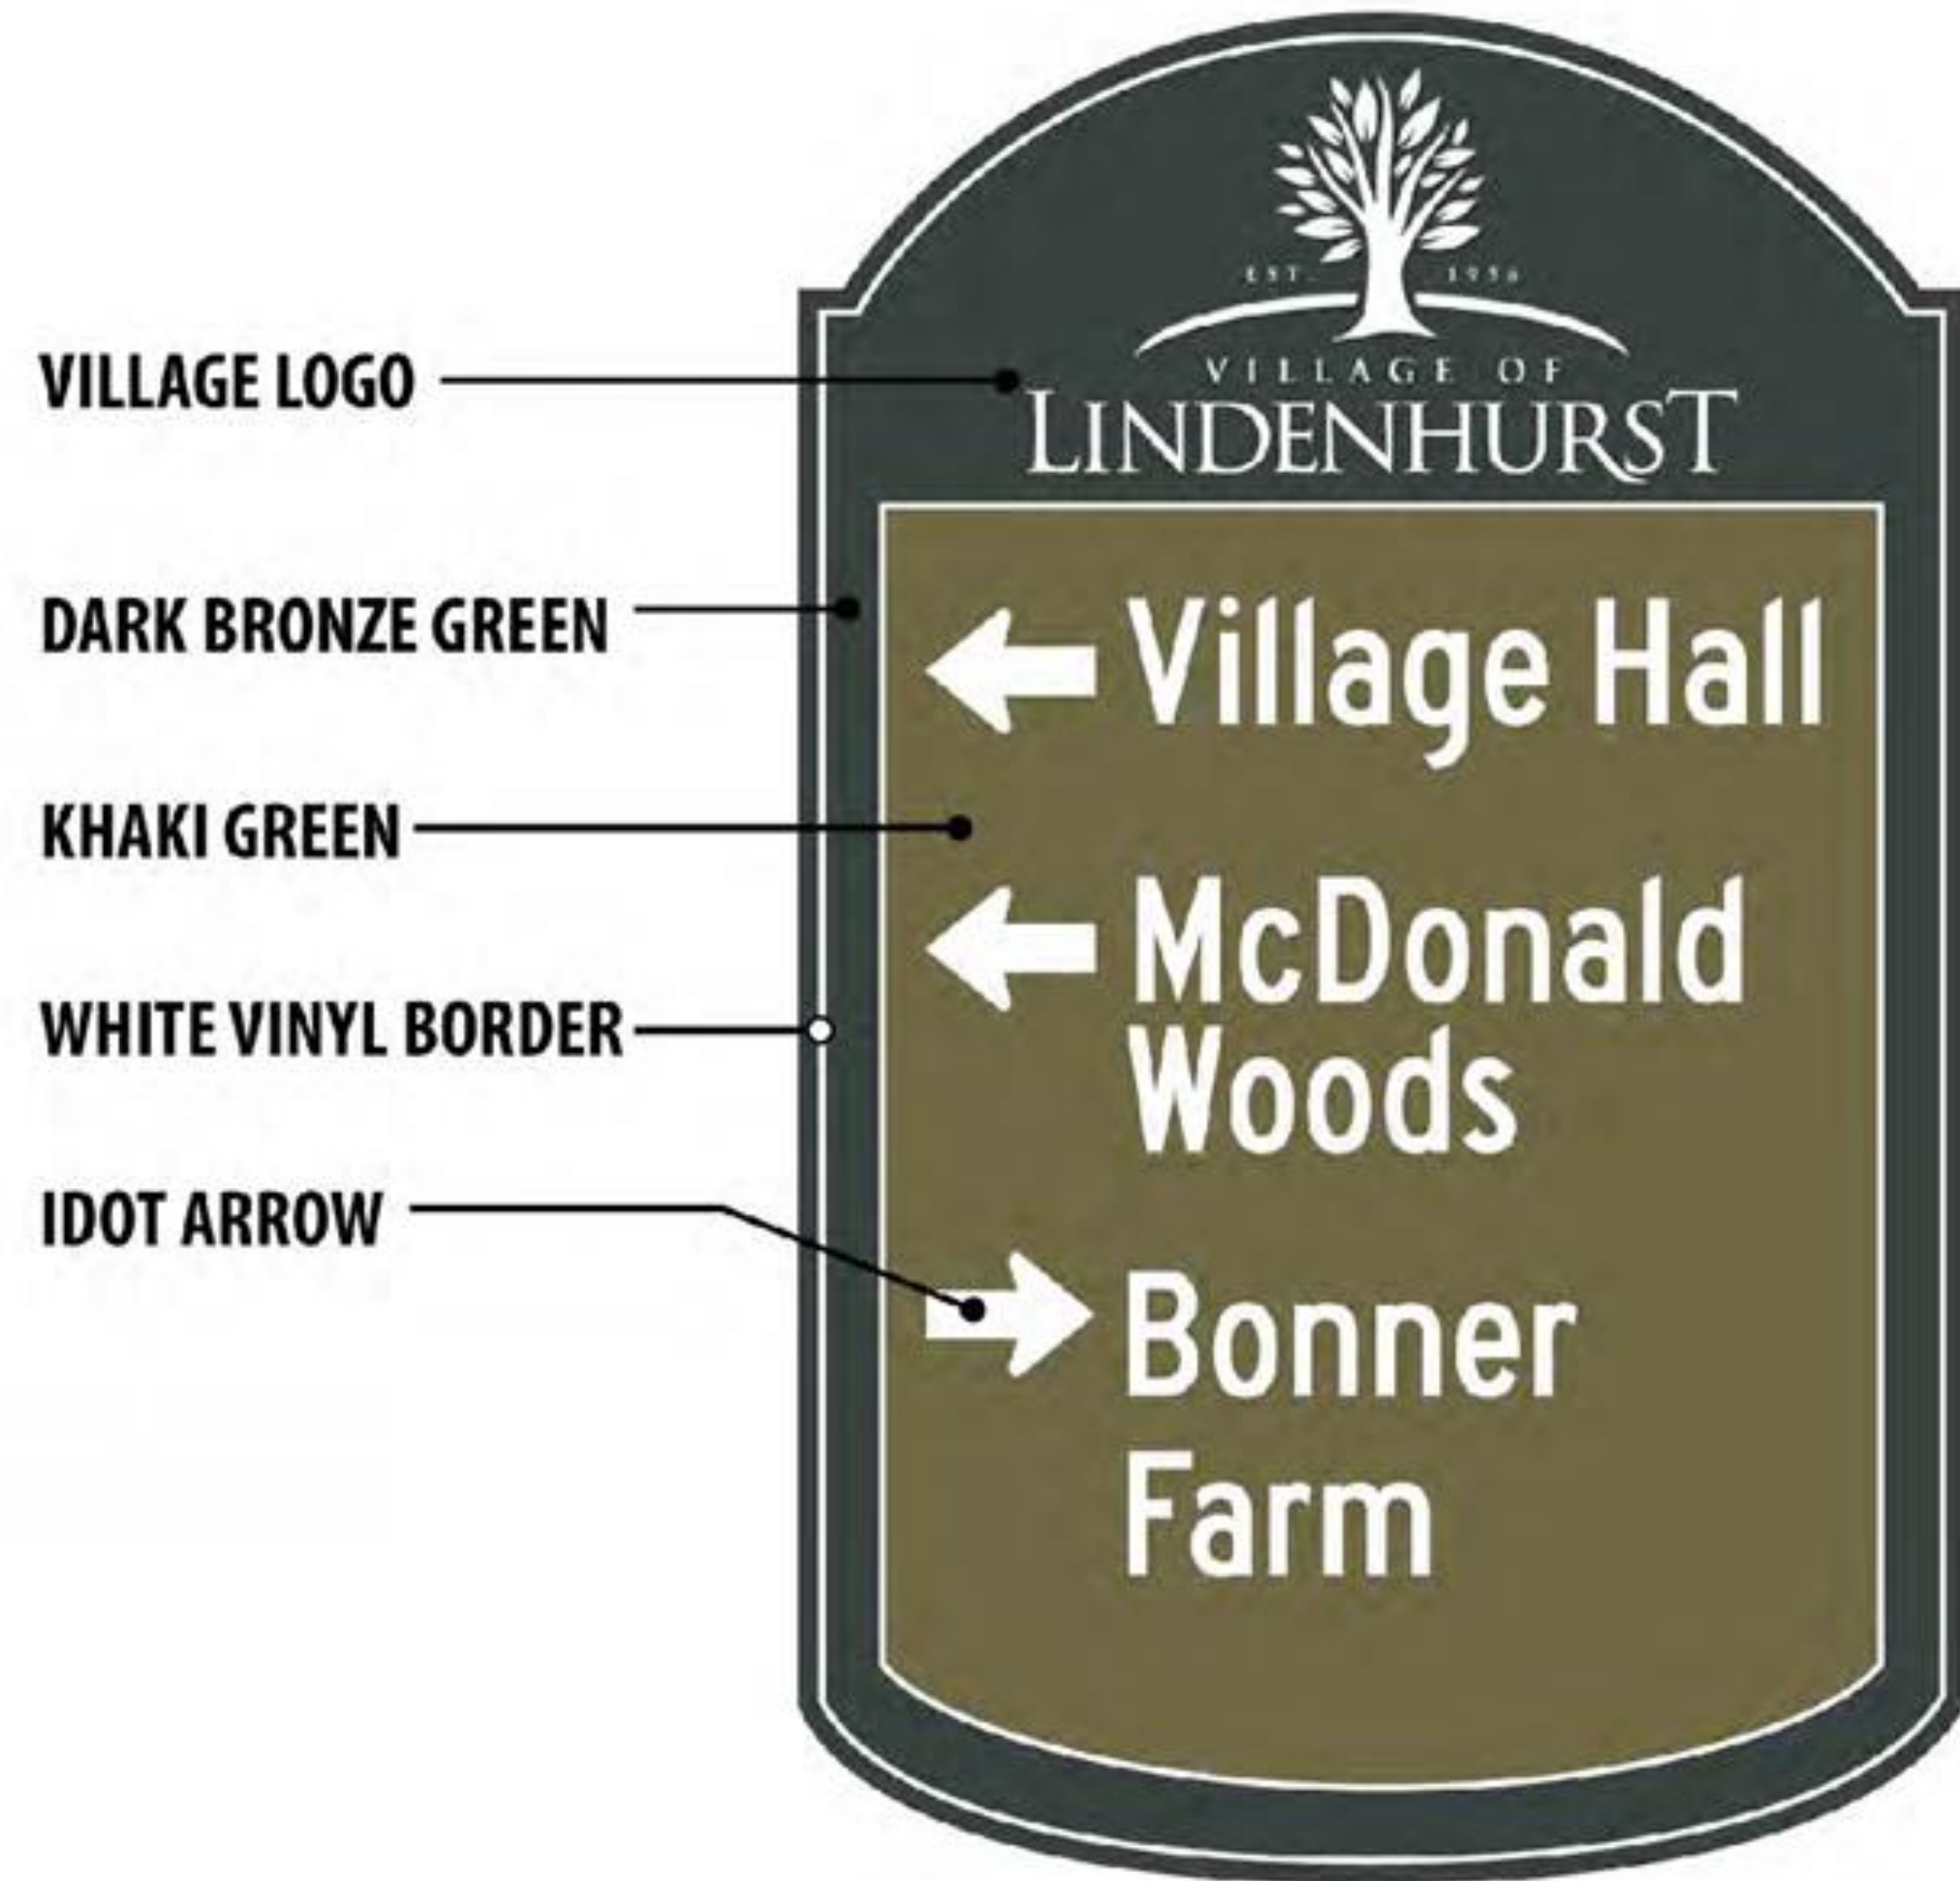 EST. 1956
VILLAGE OF
LINDENHURST
VILLAGE LOGO
DARK BRONZE GREEN
KHAKI GREEN
WHITE VINYL BORDER
IDOT ARROW
Village Hall
McDonald
Woods
Bonner
Farm